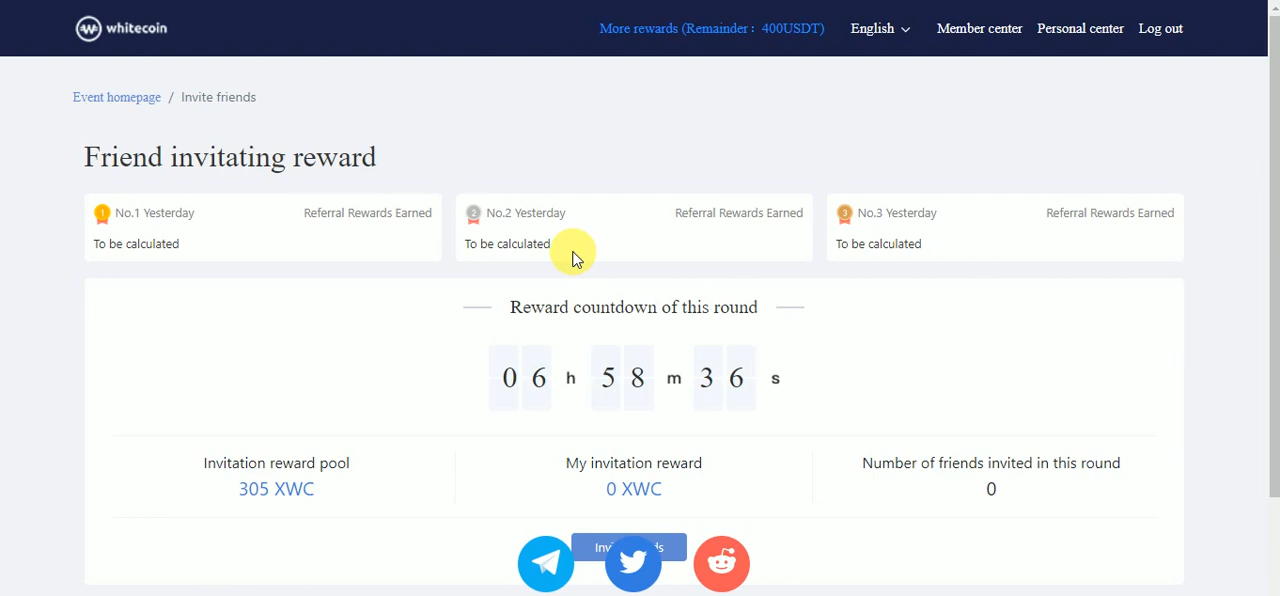 whitecoin
More rewards (Remainder : 400USDT)
English
Member center
Personal center
Log out
Event homepage / Invite friends
Friend invitating reward
1 No.1 Yesterday
Referral Rewards Earned
To be calculated
2 No.2 Yesterday
Referral Rewards Earned
To be calculated
3 No.3 Yesterday
Referral Rewards Earned
To be calculated
Reward countdown of this round
06 h 58 m 36 s
Invitation reward pool
305 XWC
My invitation reward
0 XWC
Number of friends invited in this round
0